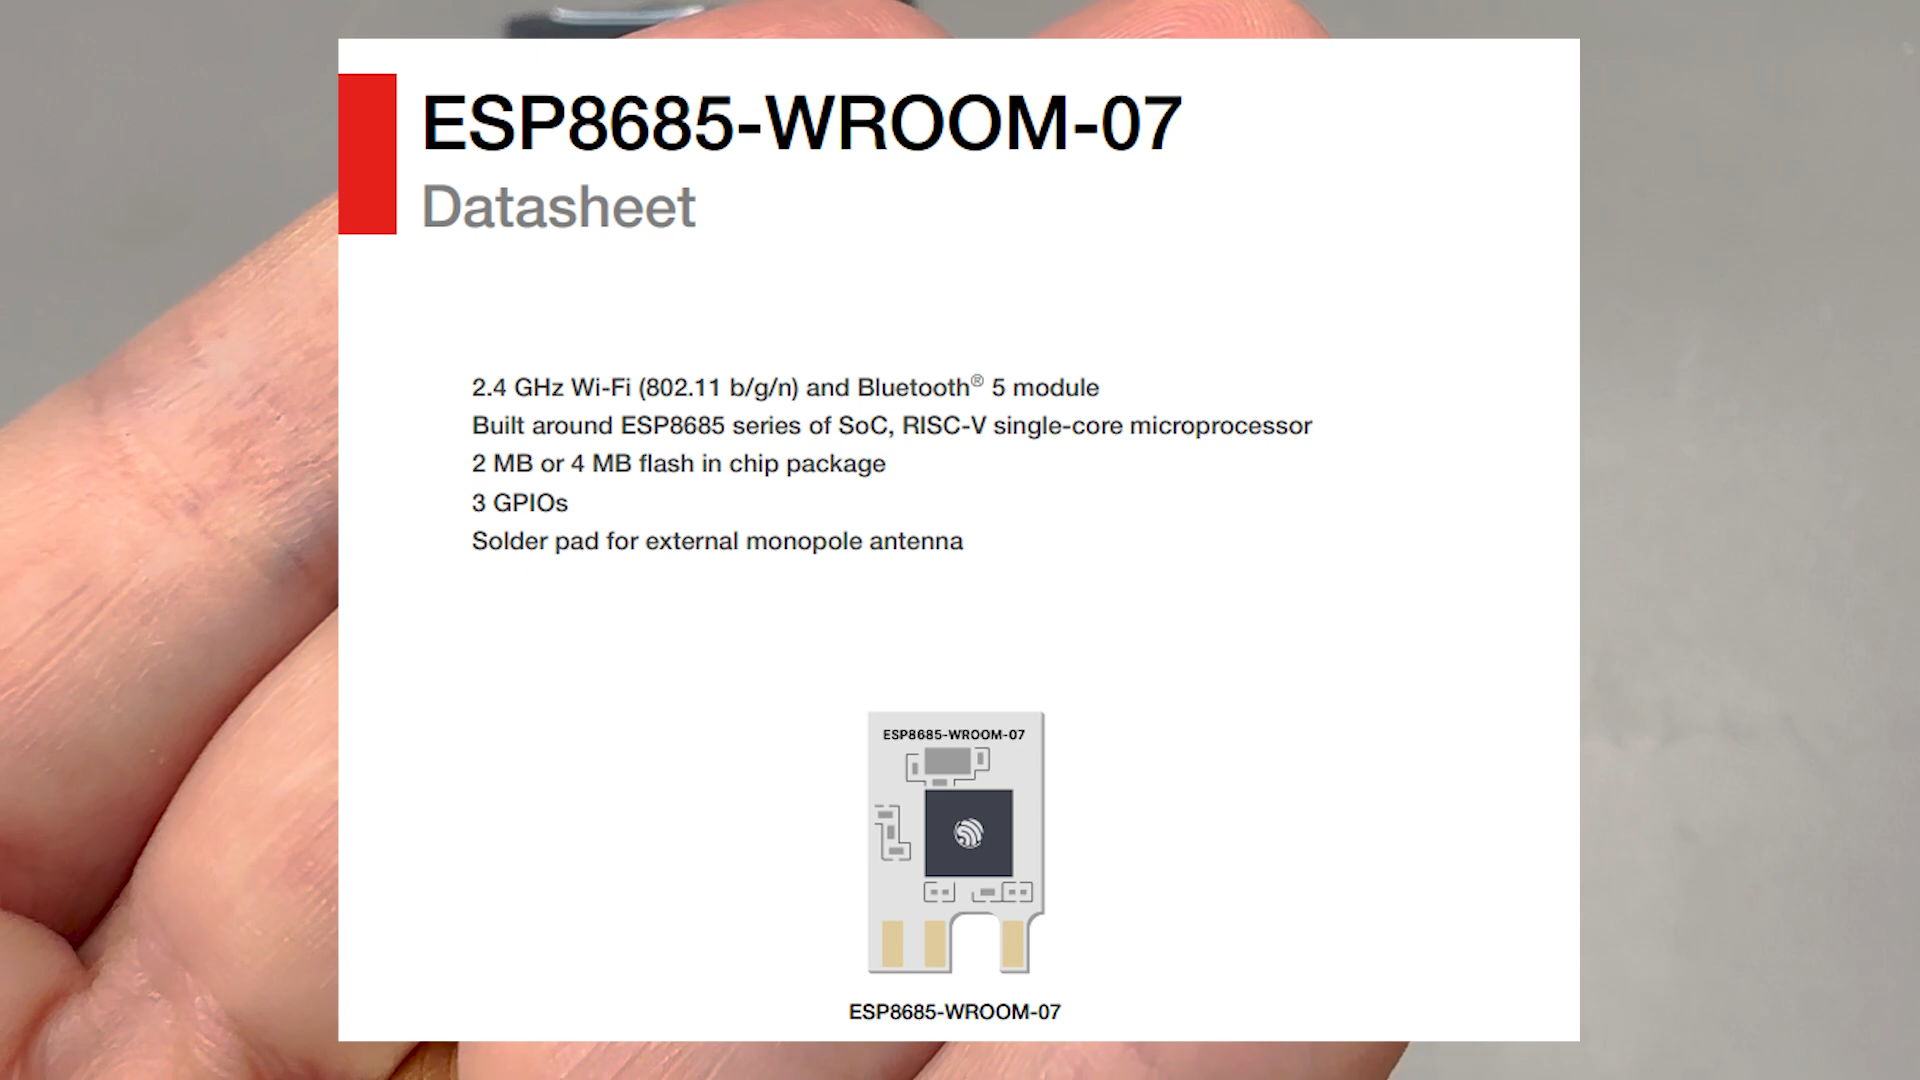 ESP8685-WROOM-07
Datasheet
2.4 GHz Wi-Fi (802.11 b/g/n) and Bluetooth® 5 module
Built around ESP8685 series of SoC, RISC-V single-core microprocessor
2 MB or 4 MB flash in chip package
3 GPIOs
Solder pad for external monopole antenna
ESP8685-WROOM-07
ESP8685-WROOM-07